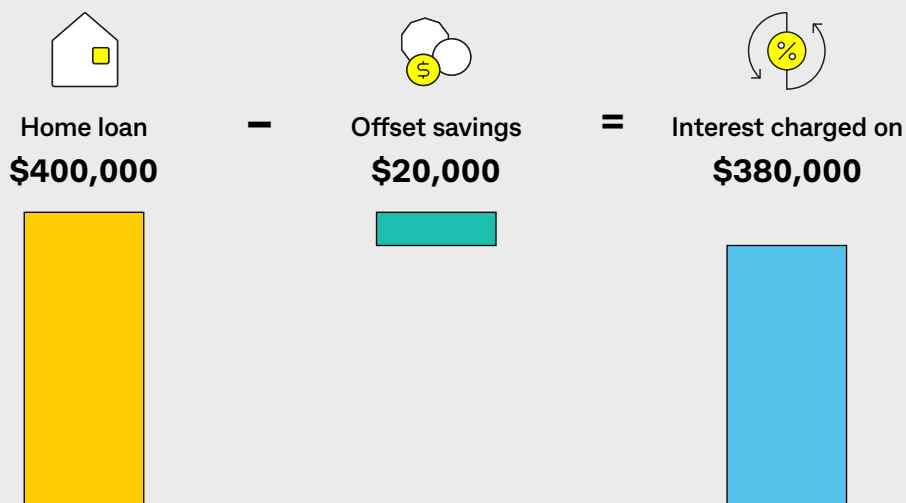 $
%
Home loan
–
Offset savings
=
Interest charged on
$400,000
$20,000
$380,000